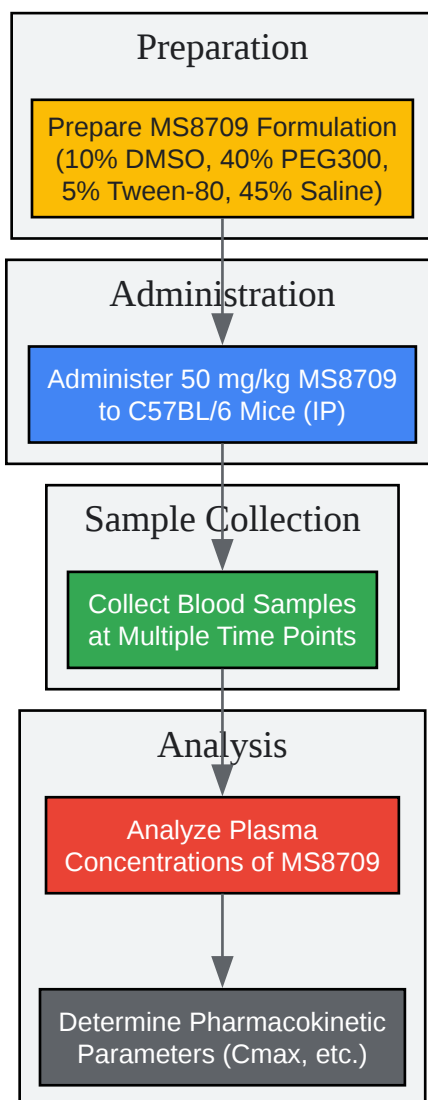 Preparation
Prepare MS8709 Formulation
(10% DMSO, 40% PEG300,
5% Tween-80, 45% Saline)
Administration
Administer 50 mg/kg MS8709
to C57BL/6 Mice (IP)
Sample Collection
Collect Blood Samples
at Multiple Time Points
Analysis
Analyze Plasma
Concentrations of MS8709
Determine Pharmacokinetic
Parameters (Cmax, etc.)